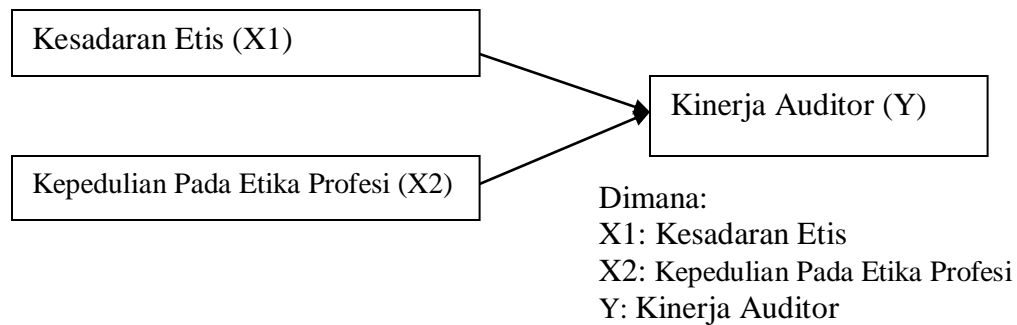 Kesadaran Etis (X1)
Kinerja Auditor (Y)
Kepedulian Pada Etika Profesi (X2)
Dimana:
X1: Kesadaran Etis
X2: Kepedulian Pada Etika Profesi
Y: Kinerja Auditor